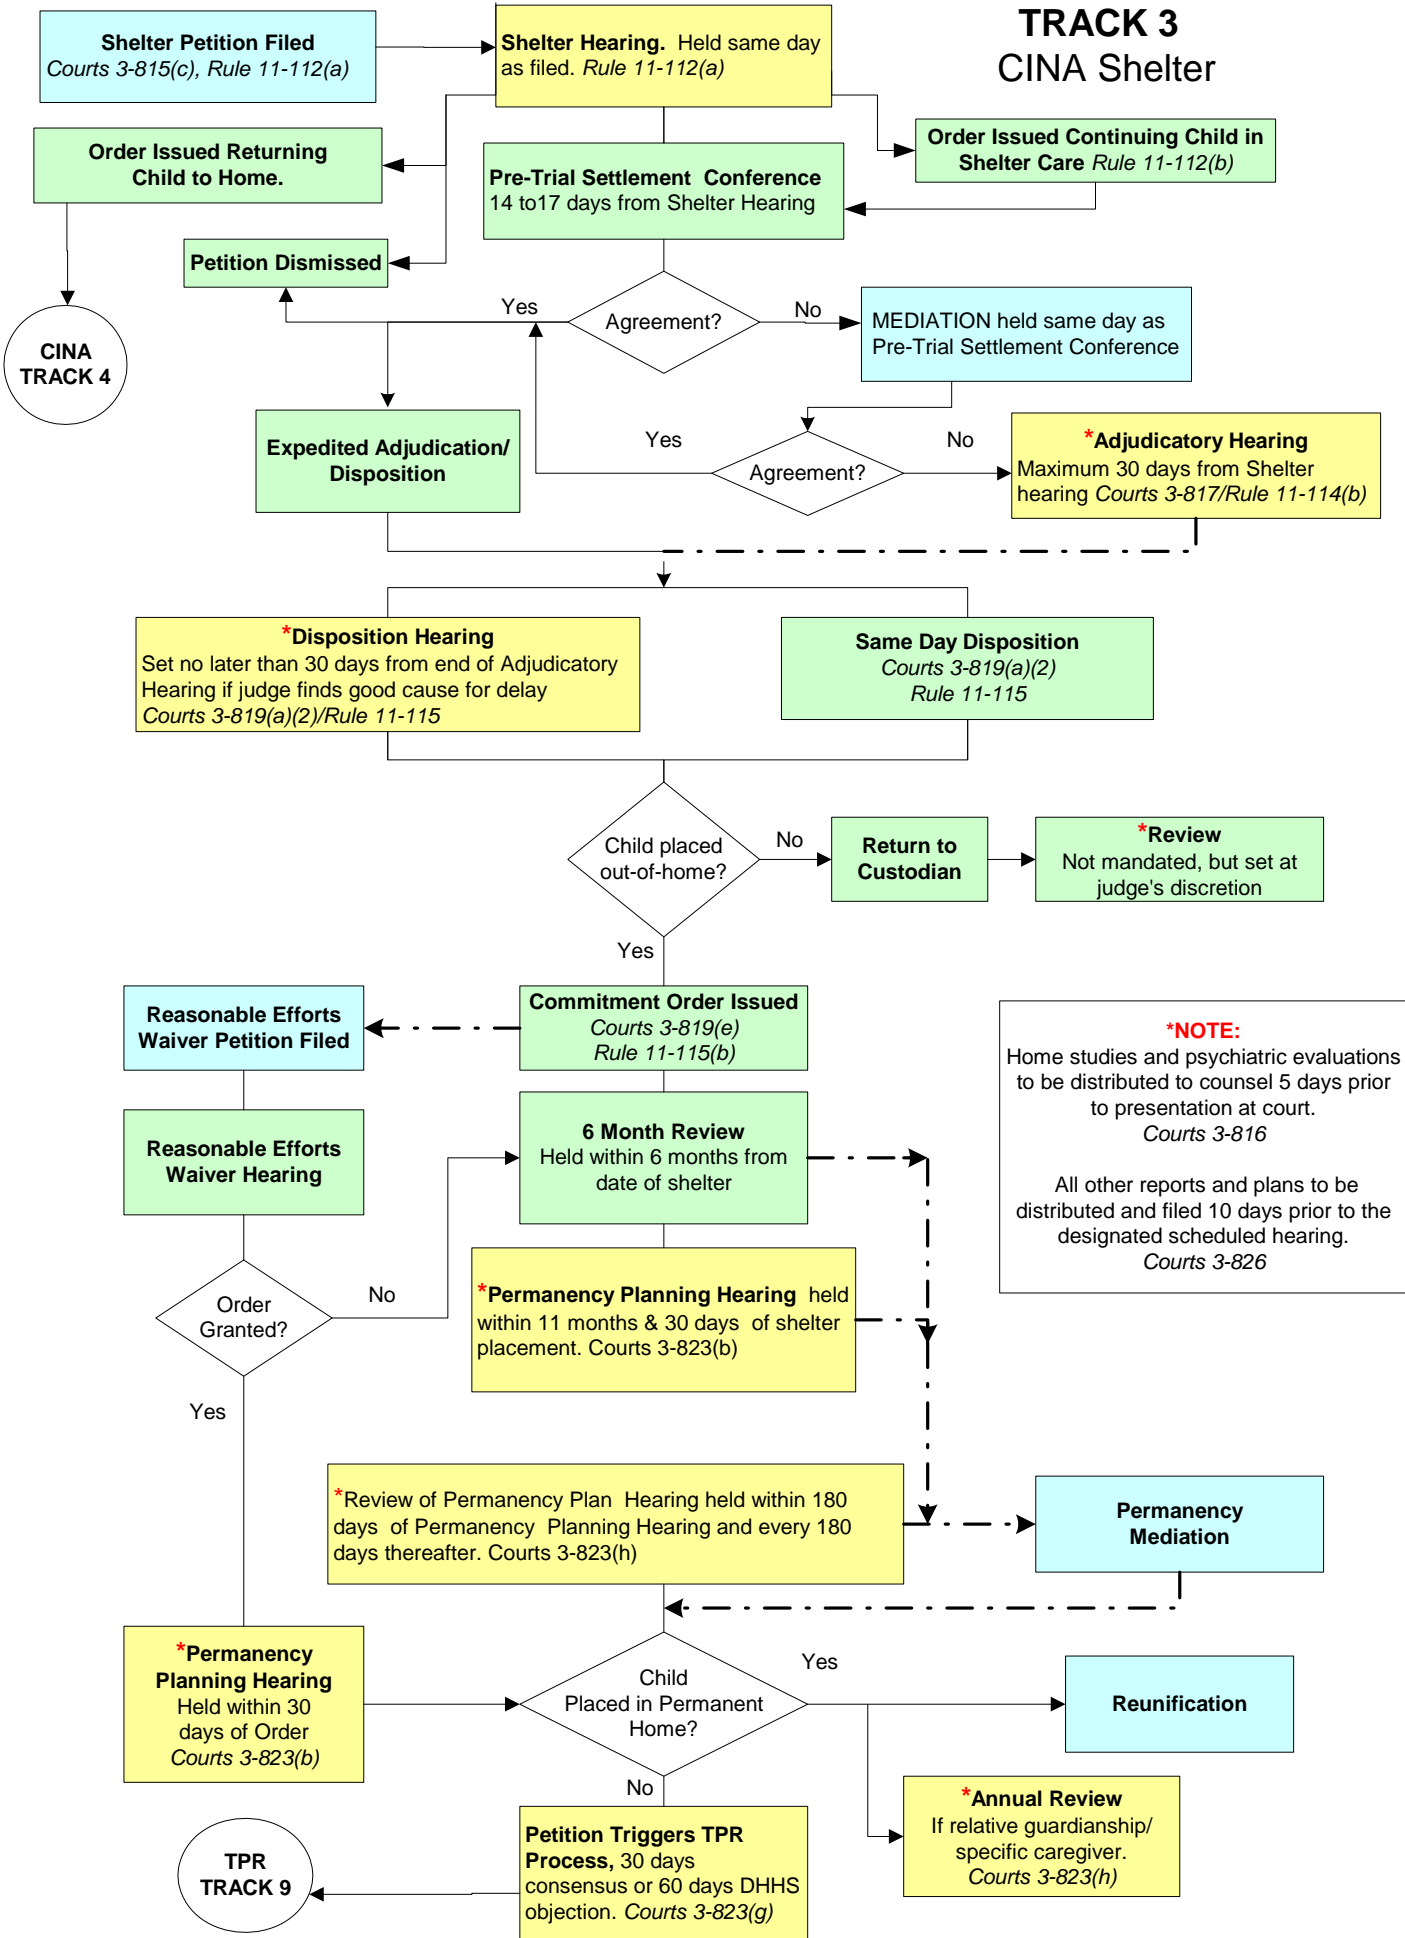 TRACK 3
CINA Shelter
Shelter Petition Filed
Courts 3-815(c), Rule 11-112(a)
Shelter Hearing. Held same day
as filed. Rule 11-112(a)
Order Issued Returning
Child to Home.
Pre-Trial Settlement Conference
14 to17 days from Shelter Hearing
Order Issued Continuing Child in
Shelter Care Rule 11-112(b)
Petition Dismissed
Yes
Agreement?
No
MEDIATION held same day as
Pre-Trial Settlement Conference
CINA
TRACK 4
Expedited Adjudication/
Disposition
Yes
Agreement?
No
*Adjudicatory Hearing
Maximum 30 days from Shelter
hearing Courts 3-817/Rule 11-114(b)
*Disposition Hearing
Set no later than 30 days from end of Adjudicatory
Hearing if judge finds good cause for delay
Courts 3-819(a)(2)/Rule 11-115
Same Day Disposition
Courts 3-819(a)(2)
Rule 11-115
Child placed
out-of-home?
No
Return to
Custodian
*Review
Not mandated, but set at
judge's discretion
Yes
Reasonable Efforts
Waiver Petition Filed
Commitment Order Issued
Courts 3-819(e)
Rule 11-115(b)
*NOTE:
Home studies and psychiatric evaluations
to be distributed to counsel 5 days prior
to presentation at court.
Courts 3-816
All other reports and plans to be
distributed and filed 10 days prior to the
designated scheduled hearing.
Courts 3-826
Reasonable Efforts
Waiver Hearing
6 Month Review
Held within 6 months from
date of shelter
Order
Granted?
No
*Permanency Planning Hearing held
within 11 months & 30 days of shelter
placement. Courts 3-823(b)
Yes
*Review of Permanency Plan Hearing held within 180
days of Permanency Planning Hearing and every 180
days thereafter. Courts 3-823(h)
Permanency
Mediation
*Permanency
Planning Hearing
Held within 30
days of Order
Courts 3-823(b)
Child
Placed in Permanent
Home?
Yes
Reunification
No
*Annual Review
If relative guardianship/
specific caregiver.
Courts 3-823(h)
Petition Triggers TPR
Process, 30 days
consensus or 60 days DHHS
objection. Courts 3-823(g)
TPR
TRACK 9